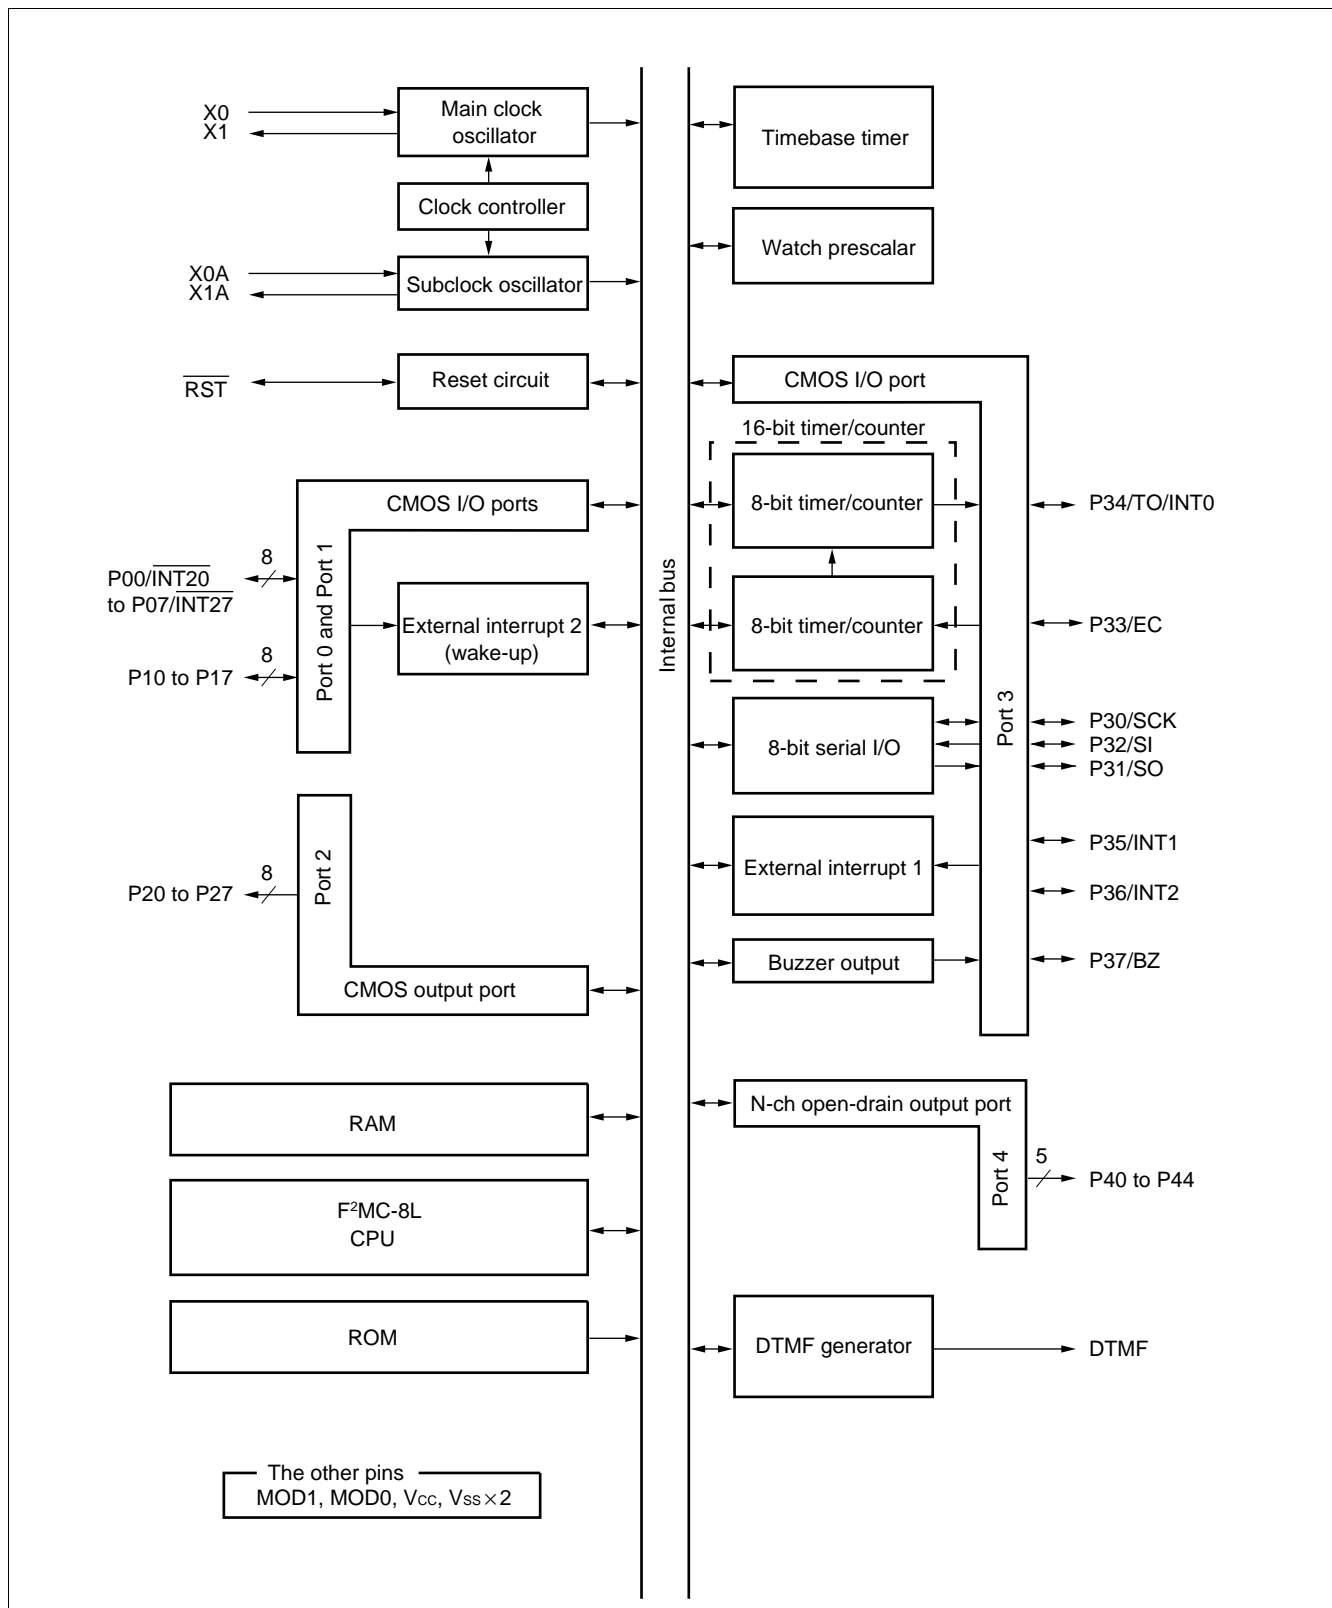 X0
X1
Main clock
oscillator
Clock controller
X0A
X1A
Subclock oscillator
RST
Reset circuit
CMOS I/O ports
Port 0 and Port 1
8
P00/INT20
to P07/INT27
External interrupt 2
(wake-up)
8
P10 to P17
Port 2
8
P20 to P27
CMOS output port
RAM
F²MC-8L
CPU
ROM
The other pins
MOD1, MOD0, Vcc, Vss×2
Internal bus
Timebase timer
Watch prescalar
CMOS I/O port
16-bit timer/counter
8-bit timer/counter
8-bit timer/counter
8-bit serial I/O
External interrupt 1
Buzzer output
Port 3
P34/TO/INT0
P33/EC
P30/SCK
P32/SI
P31/SO
P35/INT1
P36/INT2
P37/BZ
N-ch open-drain output port
Port 4
5
P40 to P44
DTMF generator
DTMF